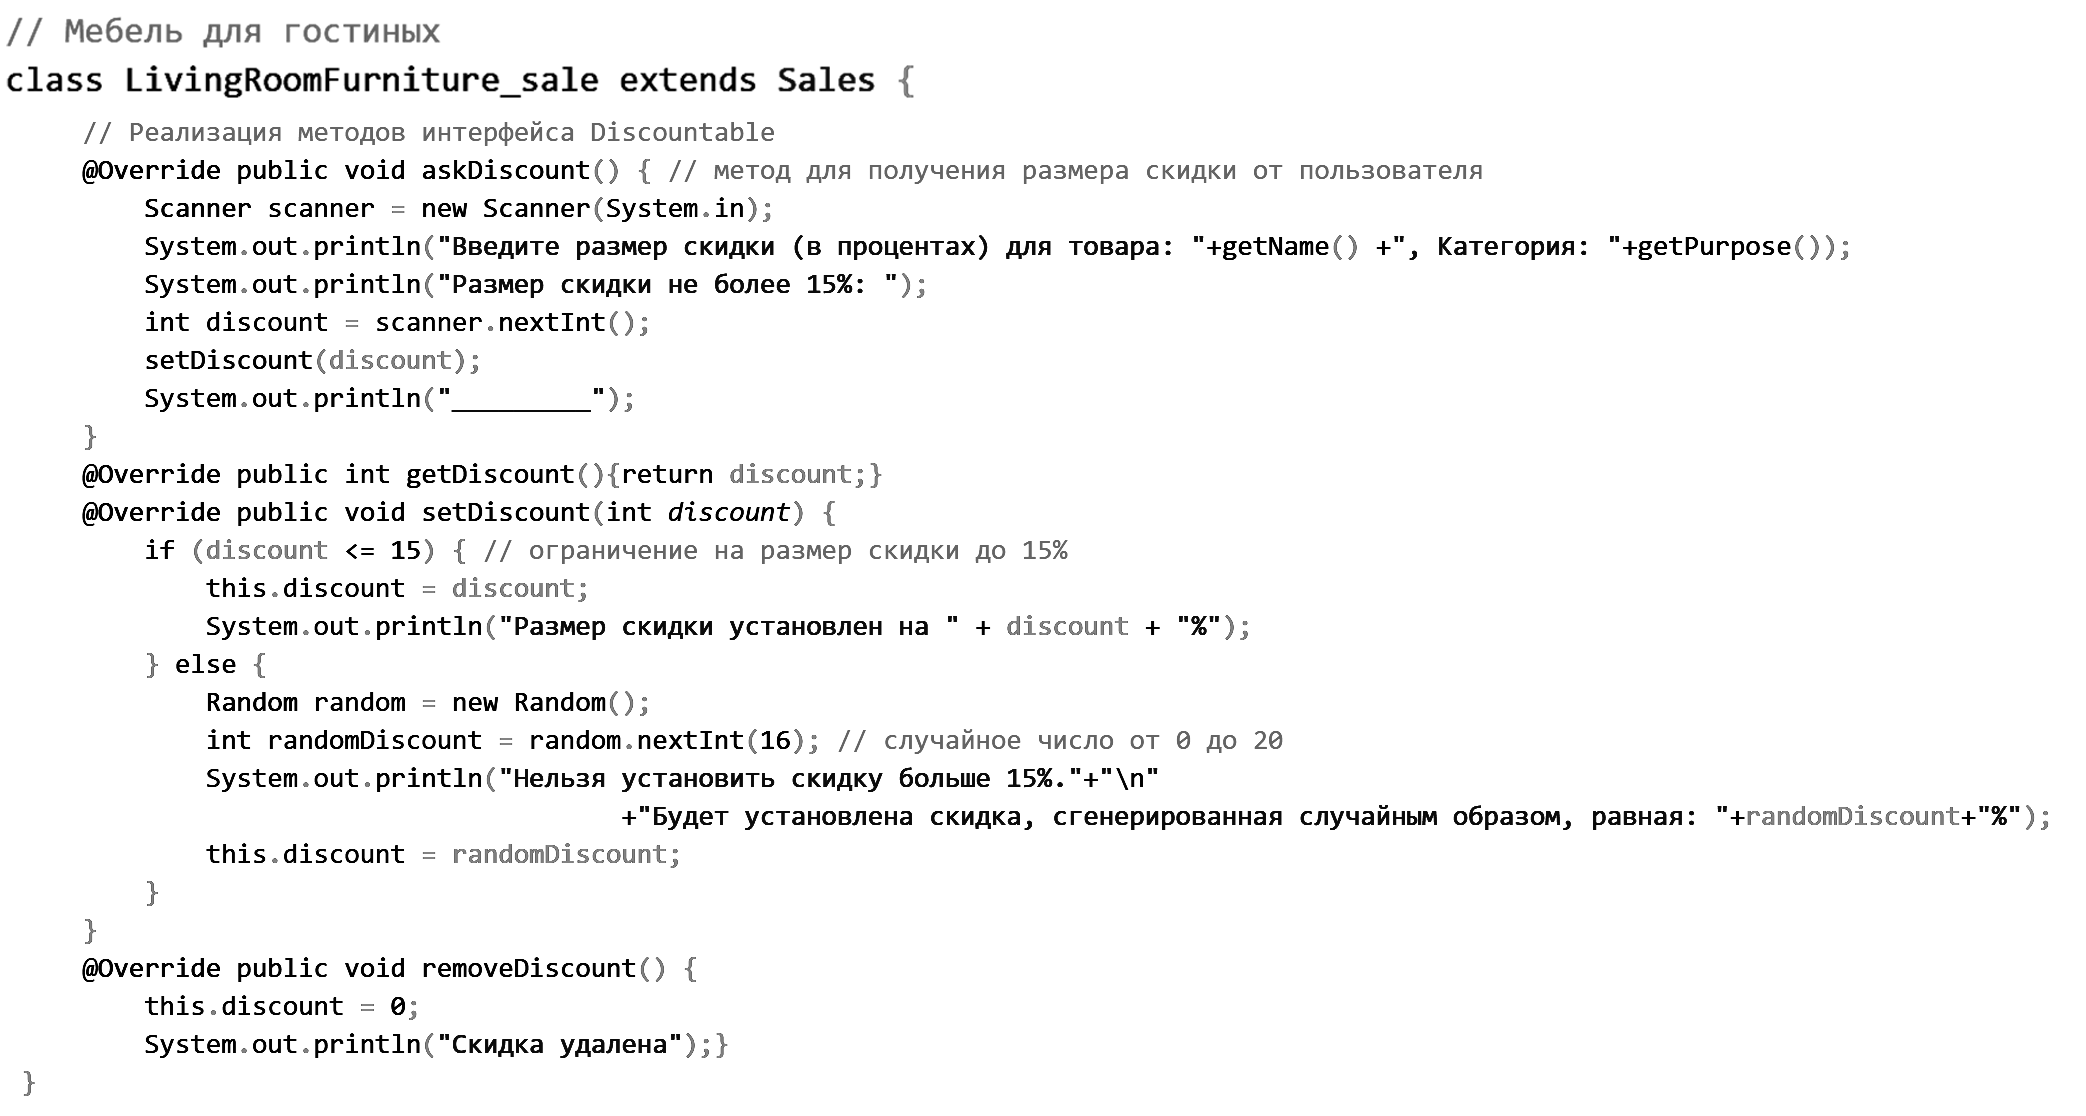 // Мебель для гостиных
class LivingRoomFurniture_sale extends Sales {
// Реализация методов интерфейса Discountable
@Override public void askDiscount() { // метод для получения размера скидки от пользователя
Scanner scanner = new Scanner(System.in);
System.out.println("Введите размер скидки (в процентах) для товара: "+getName() +", Категория: "+getPurpose());
System.out.println("Размер скидки не более 15%: ");
int discount = scanner.nextInt();
setDiscount(discount);
System.out.println("_________");
}
@Override public int getDiscount(){return discount;}
@Override public void setDiscount(int discount) {
if (discount <= 15) { // ограничение на размер скидки до 15%
this.discount = discount;
System.out.println("Размер скидки установлен на " + discount + "%");
} else {
Random random = new Random();
int randomDiscount = random.nextInt(16); // случайное число от 0 до 20
System.out.println("Нельзя установить скидку больше 15%."+"\n"
+"Будет установлена скидка, сгенерированная случайным образом, равная: "+randomDiscount+"%");
this.discount = randomDiscount;
}
}
@Override public void removeDiscount() {
this.discount = 0;
System.out.println("Скидка удалена");}
}